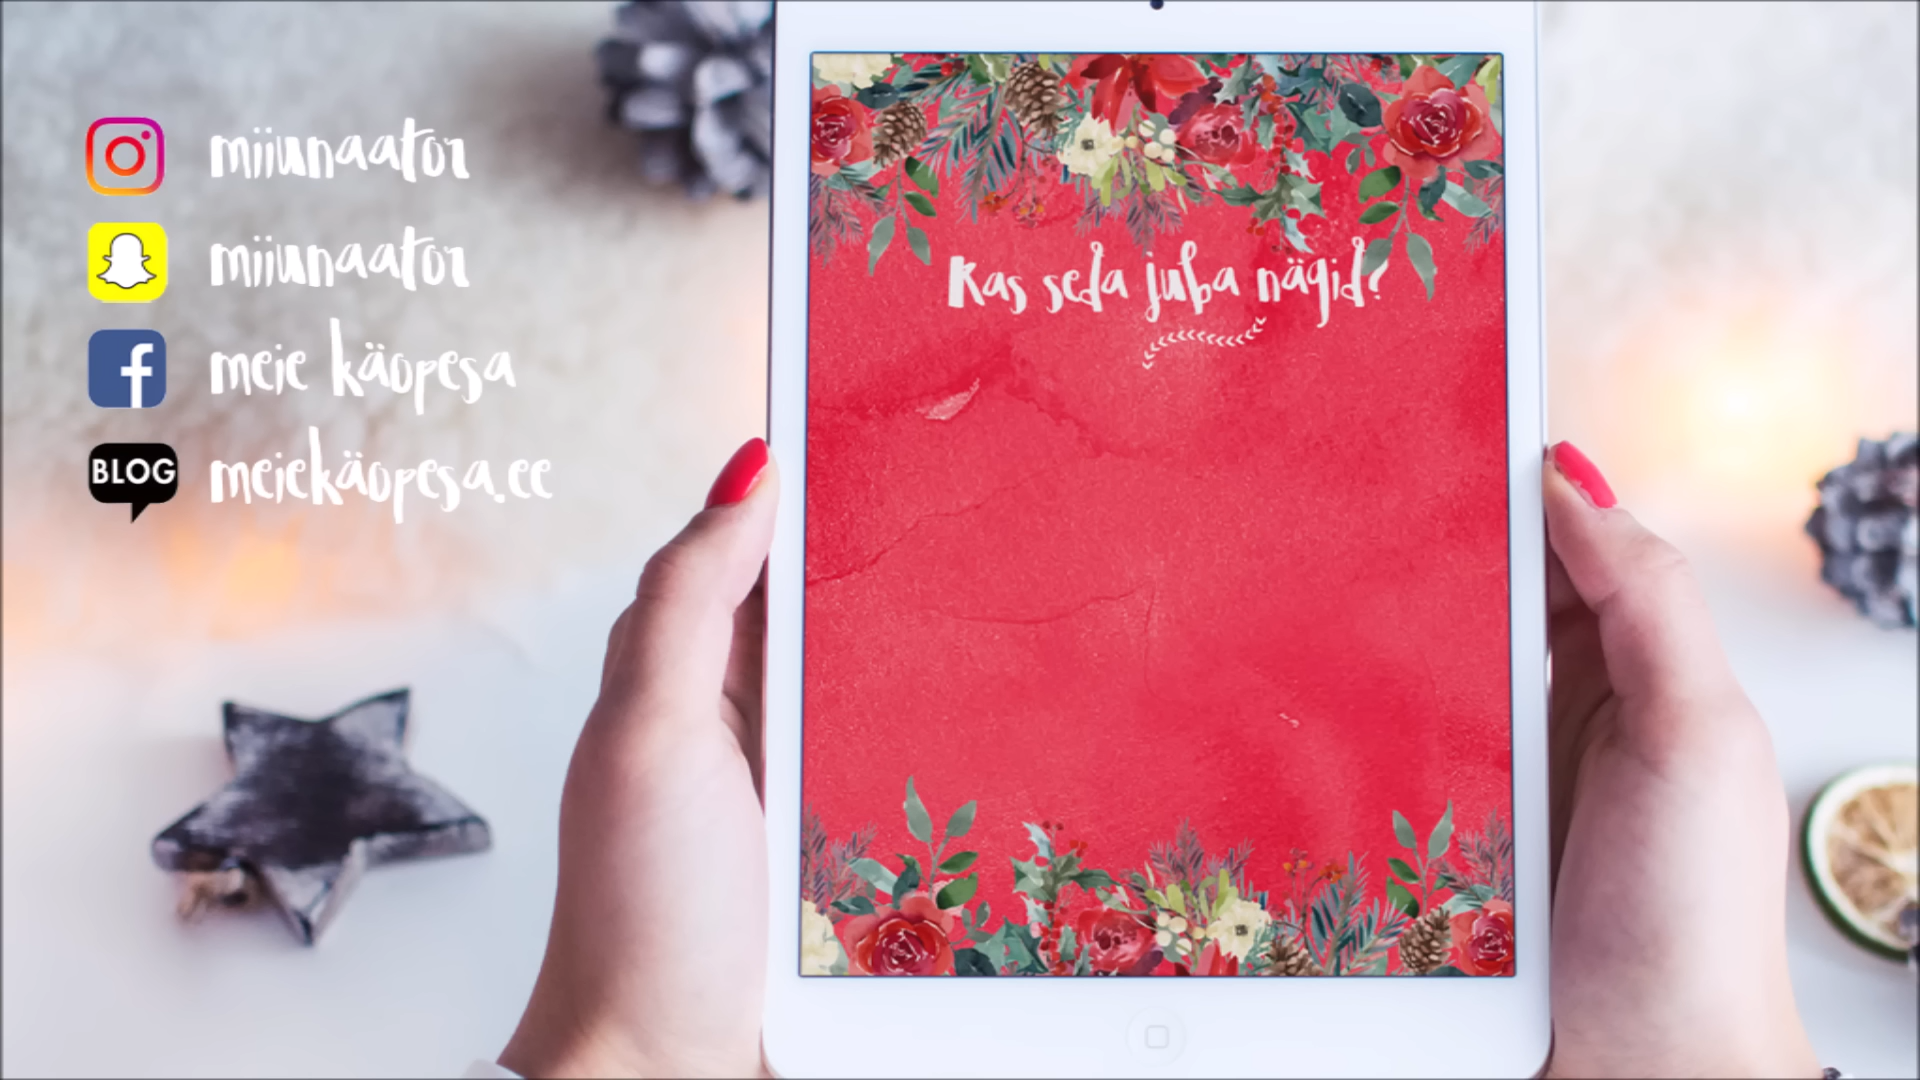 miiunaator
miiunaator
meie käopesa
BLOG meiekäopesa.ee
Kas seda juba nägid?